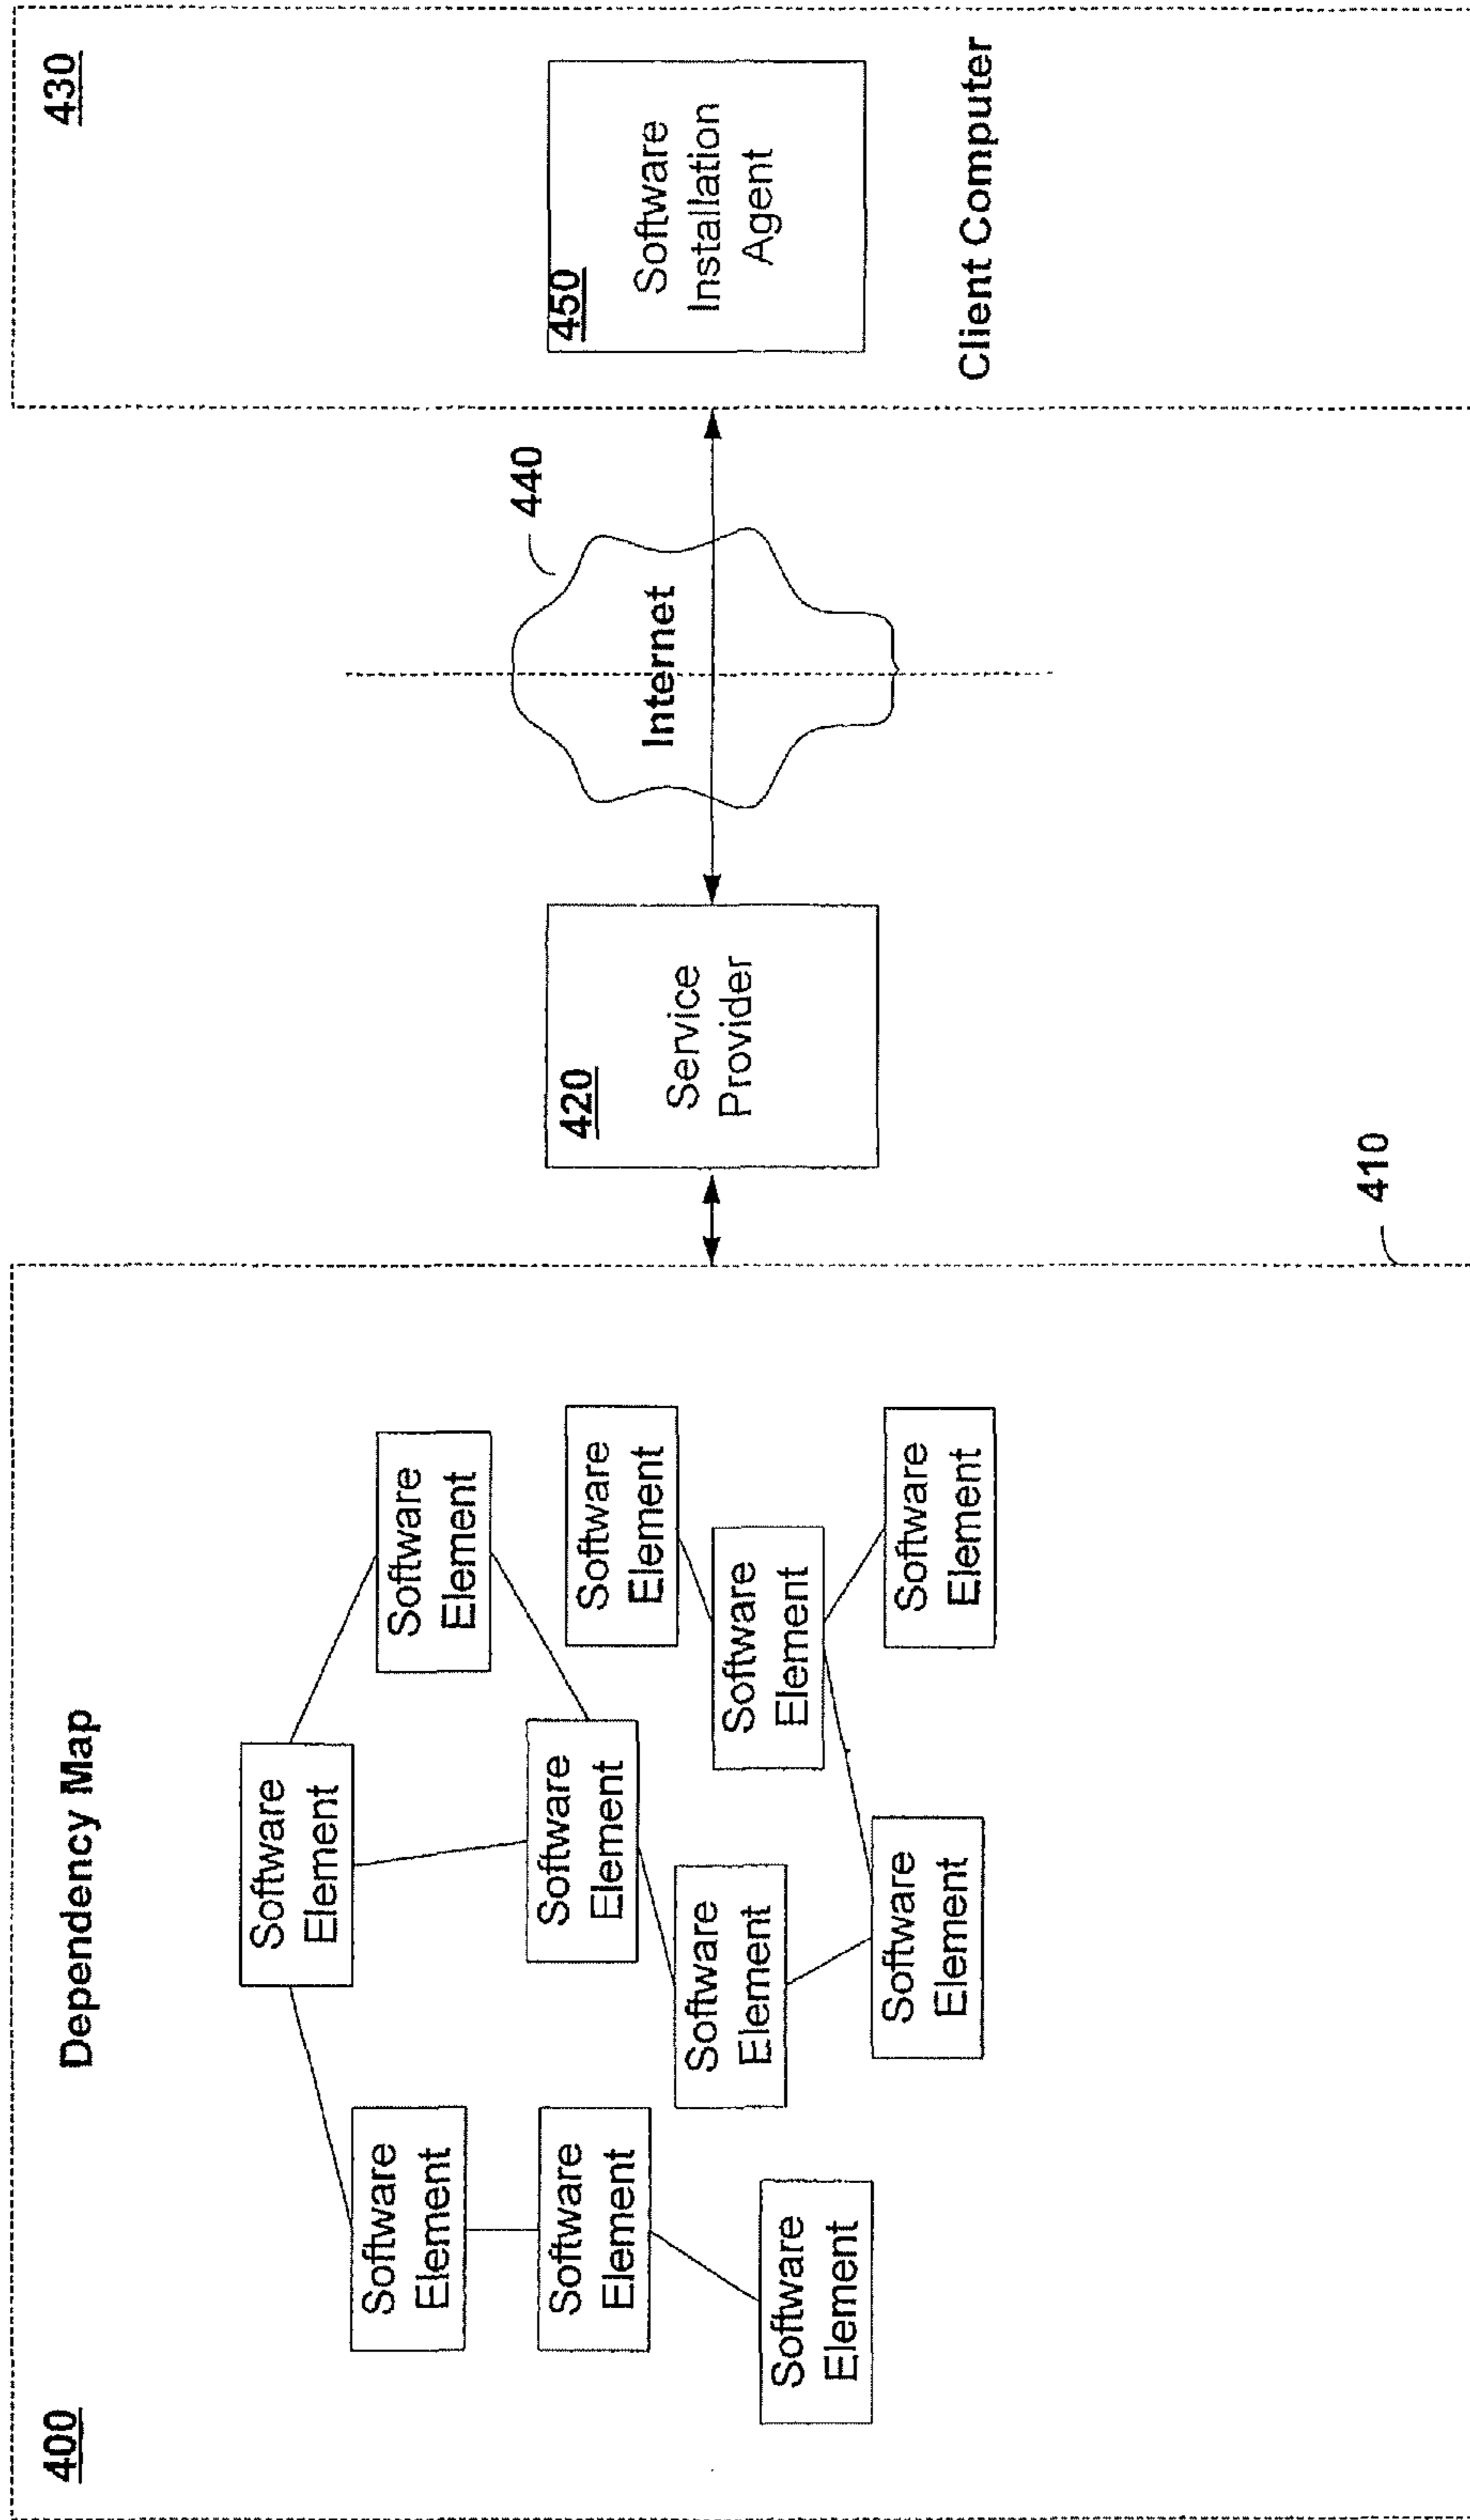 400
Dependency Map
Software
Element
Software
Element
Software
Element
Software
Element
Software
Element
Software
Element
Software
Element
Software
Element
Software
Element
Software
Element
Software
Element
410
420
Service
Provider
440
Internet
430
450
Software
Installation
Agent
Client Computer